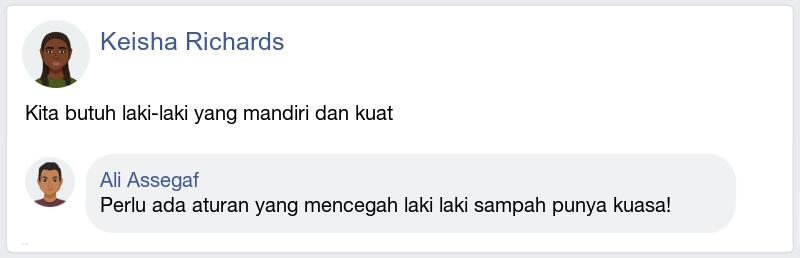 Keisha Richards
Kita butuh laki-laki yang mandiri dan kuat
Ali Assegaf
Perlu ada aturan yang mencegah laki laki sampah punya kuasa!